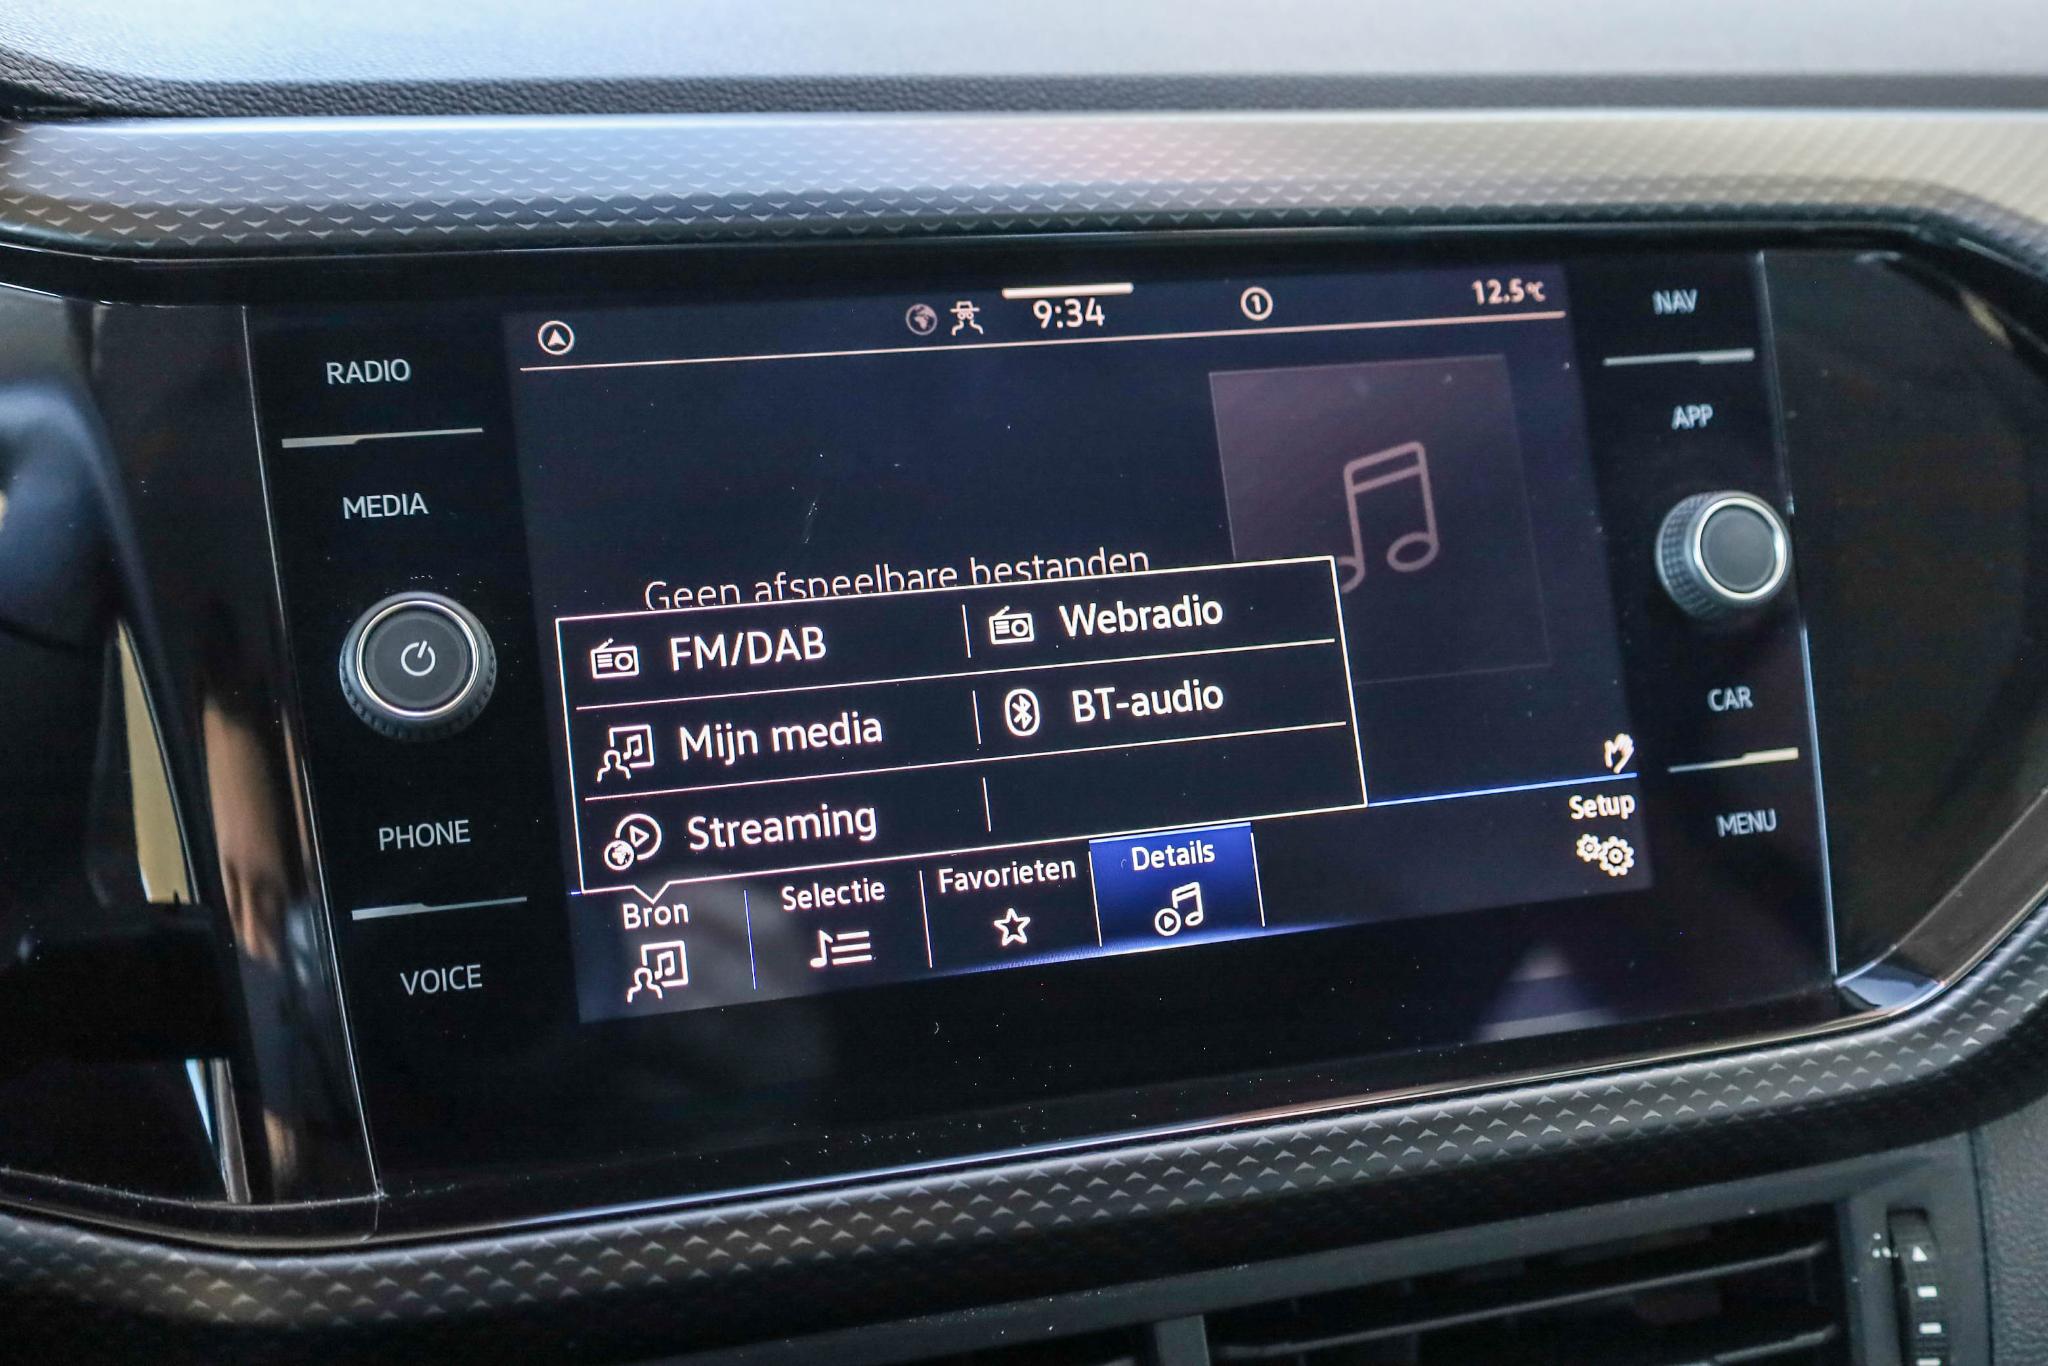 RADIO
MEDIA
PHONE
VOICE
9:34
1
12.5°C
Geen afspeelbare bestanden
FM/DAB
Webradio
Mijn media
BT-audio
Streaming
Bron
Selectie
Favorieten
Details
Setup
NAV
APP
CAR
MENU